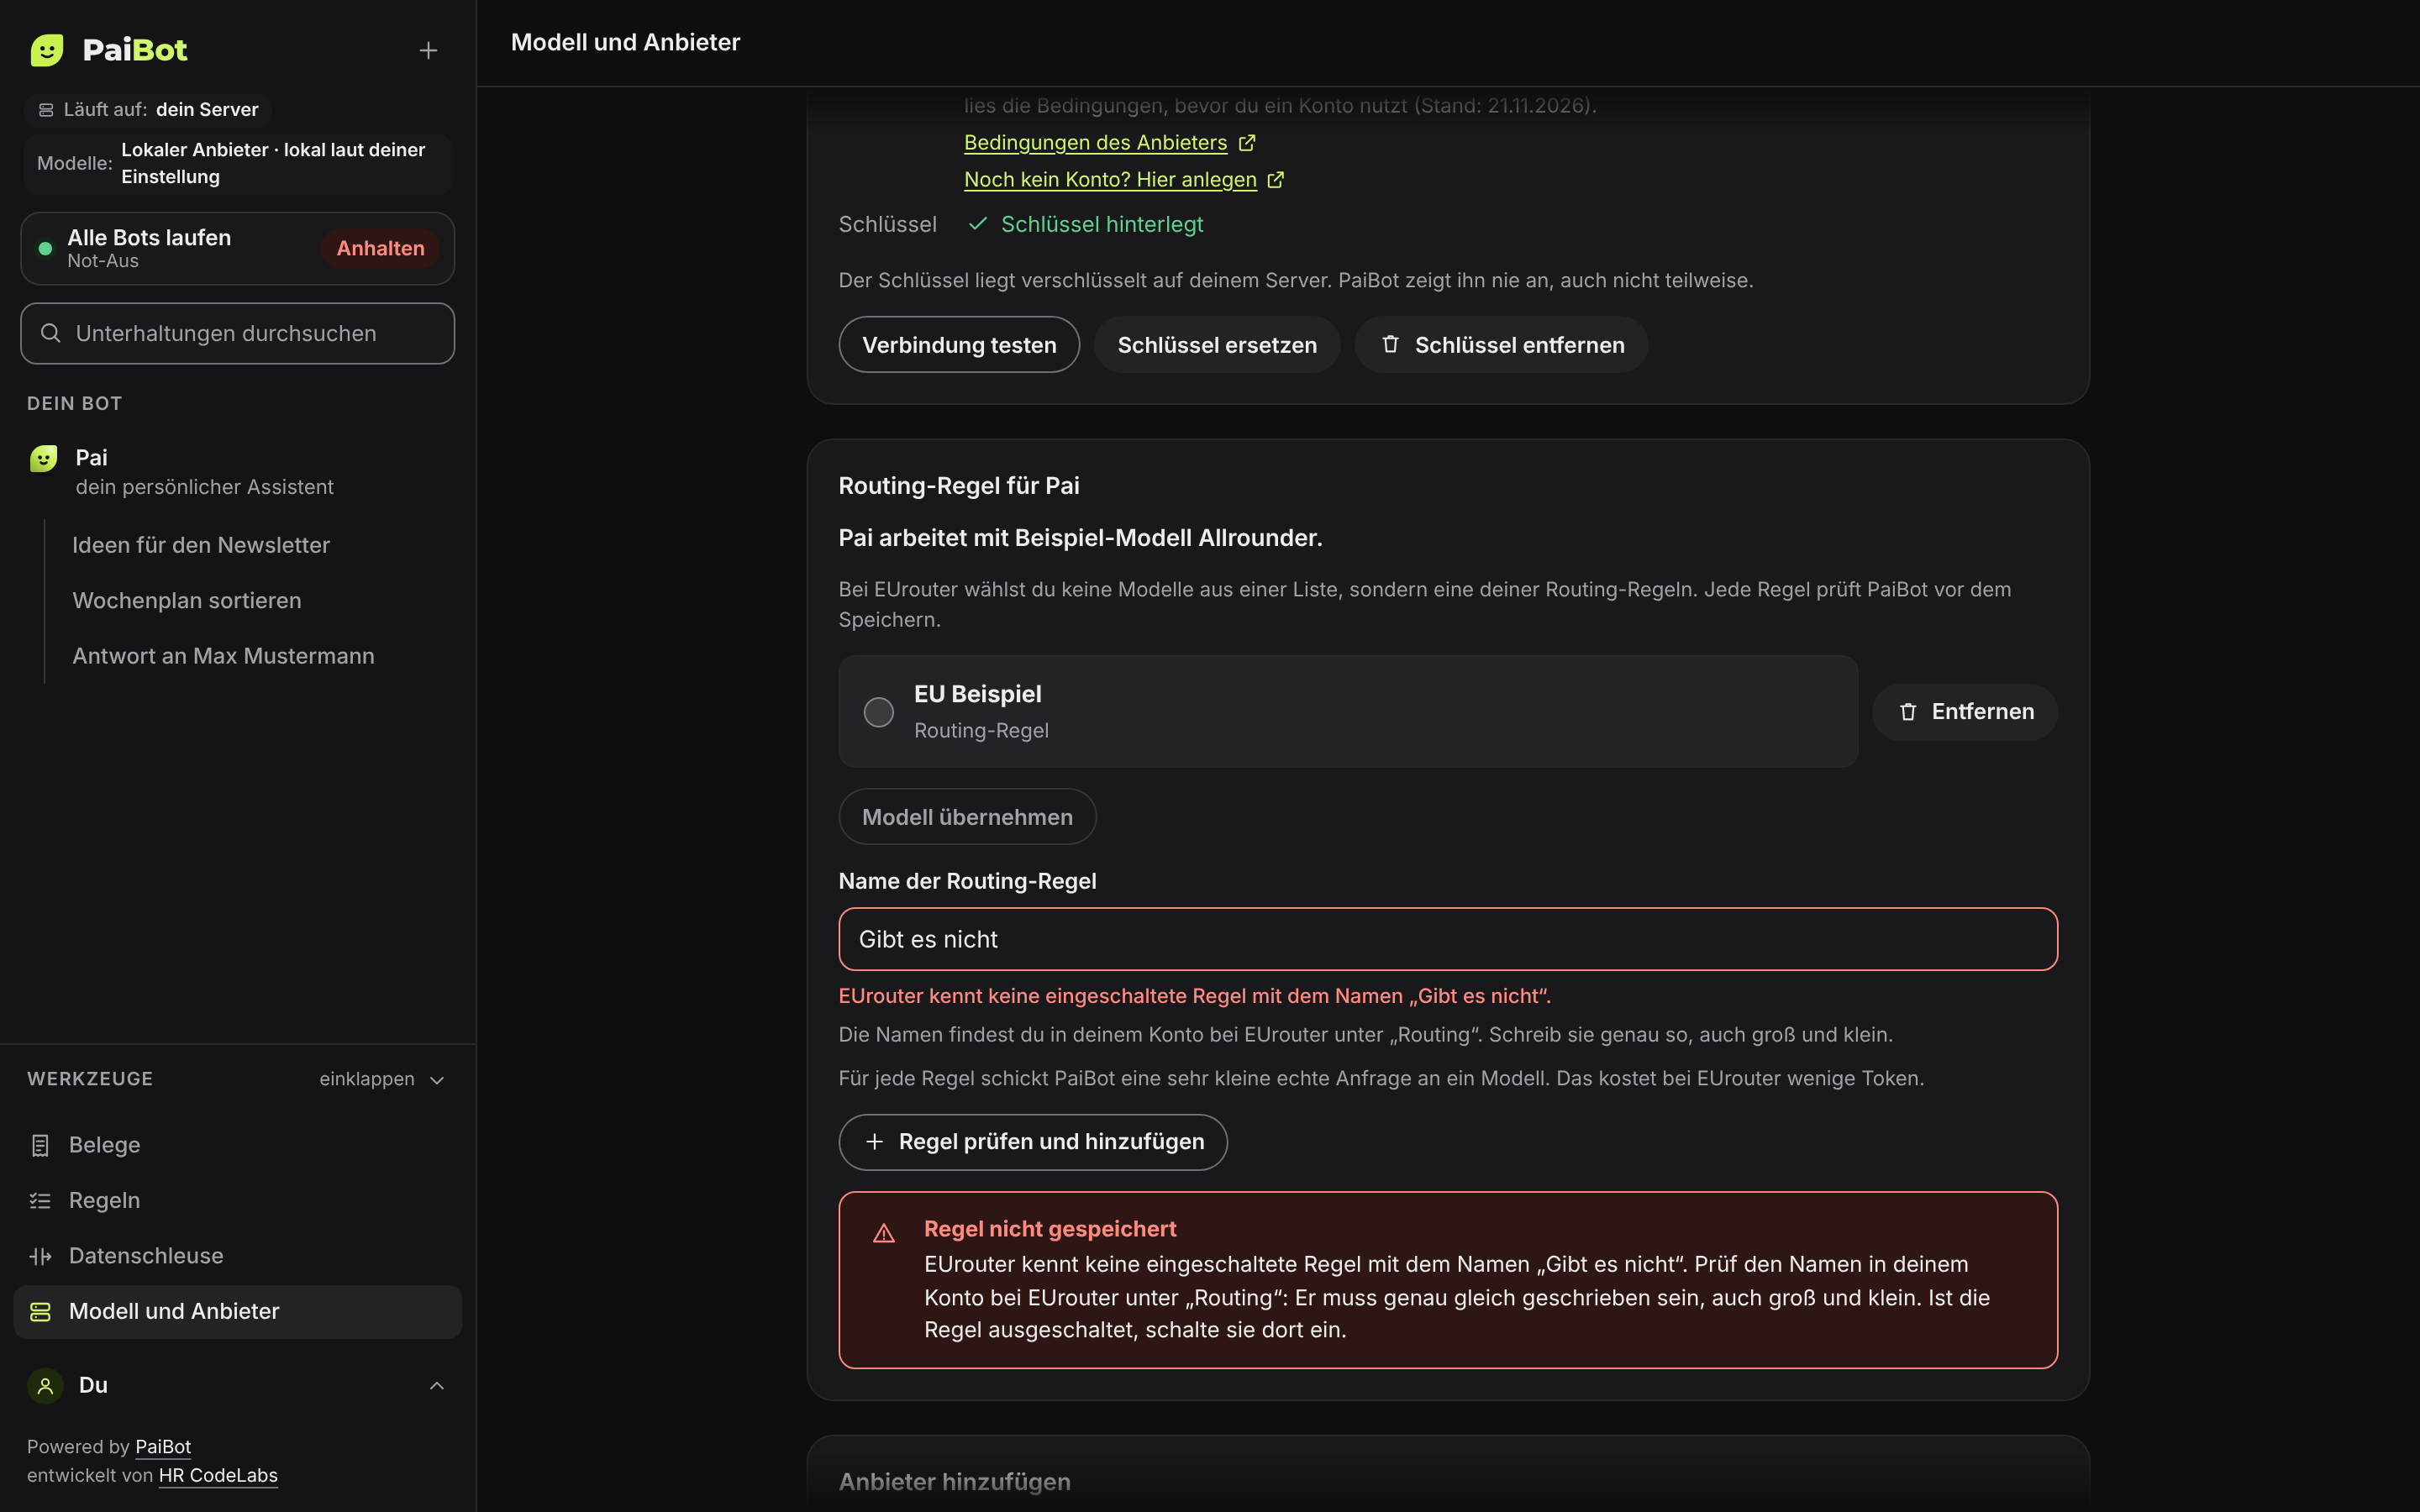 PaiBot
Läuft auf: dein Server
Modelle: Lokaler Anbieter · lokal laut deiner
Einstellung
Alle Bots laufen
Not-Aus
Anhalten
Unterhaltungen durchsuchen
DEIN BOT
Pai
dein persönlicher Assistent
Ideen für den Newsletter
Wochenplan sortieren
Antwort an Max Mustermann
WERKZEUGE
einklappen
Belege
Regeln
Datenschleuse
Modell und Anbieter
Du
Powered by PaiBot
entwickelt von HR CodeLabs
Modell und Anbieter
lies die Bedingungen, bevor du ein Konto nutzt (Stand: 21.11.2026).
Bedingungen des Anbieters
Noch kein Konto? Hier anlegen
Schlüssel
Schlüssel hinterlegt
Der Schlüssel liegt verschlüsselt auf deinem Server. PaiBot zeigt ihn nie an, auch nicht teilweise.
Verbindung testen
Schlüssel ersetzen
Schlüssel entfernen
Routing-Regel für Pai
Pai arbeitet mit Beispiel-Modell Allrounder.
Bei EUrouter wählst du keine Modelle aus einer Liste, sondern eine deiner Routing-Regeln. Jede Regel prüft PaiBot vor dem
Speichern.
EU Beispiel
Routing-Regel
Entfernen
Modell übernehmen
Name der Routing-Regel
Gibt es nicht
EUrouter kennt keine eingeschaltete Regel mit dem Namen „Gibt es nicht“.
Die Namen findest du in deinem Konto bei EUrouter unter „Routing“. Schreib sie genau so, auch groß und klein.
Für jede Regel schickt PaiBot eine sehr kleine echte Anfrage an ein Modell. Das kostet bei EUrouter wenige Token.
Regel prüfen und hinzufügen
Regel nicht gespeichert
EUrouter kennt keine eingeschaltete Regel mit dem Namen „Gibt es nicht“. Prüf den Namen in deinem
Konto bei EUrouter unter „Routing“: Er muss genau gleich geschrieben sein, auch groß und klein. Ist die
Regel ausgeschaltet, schalte sie dort ein.
Anbieter hinzufügen